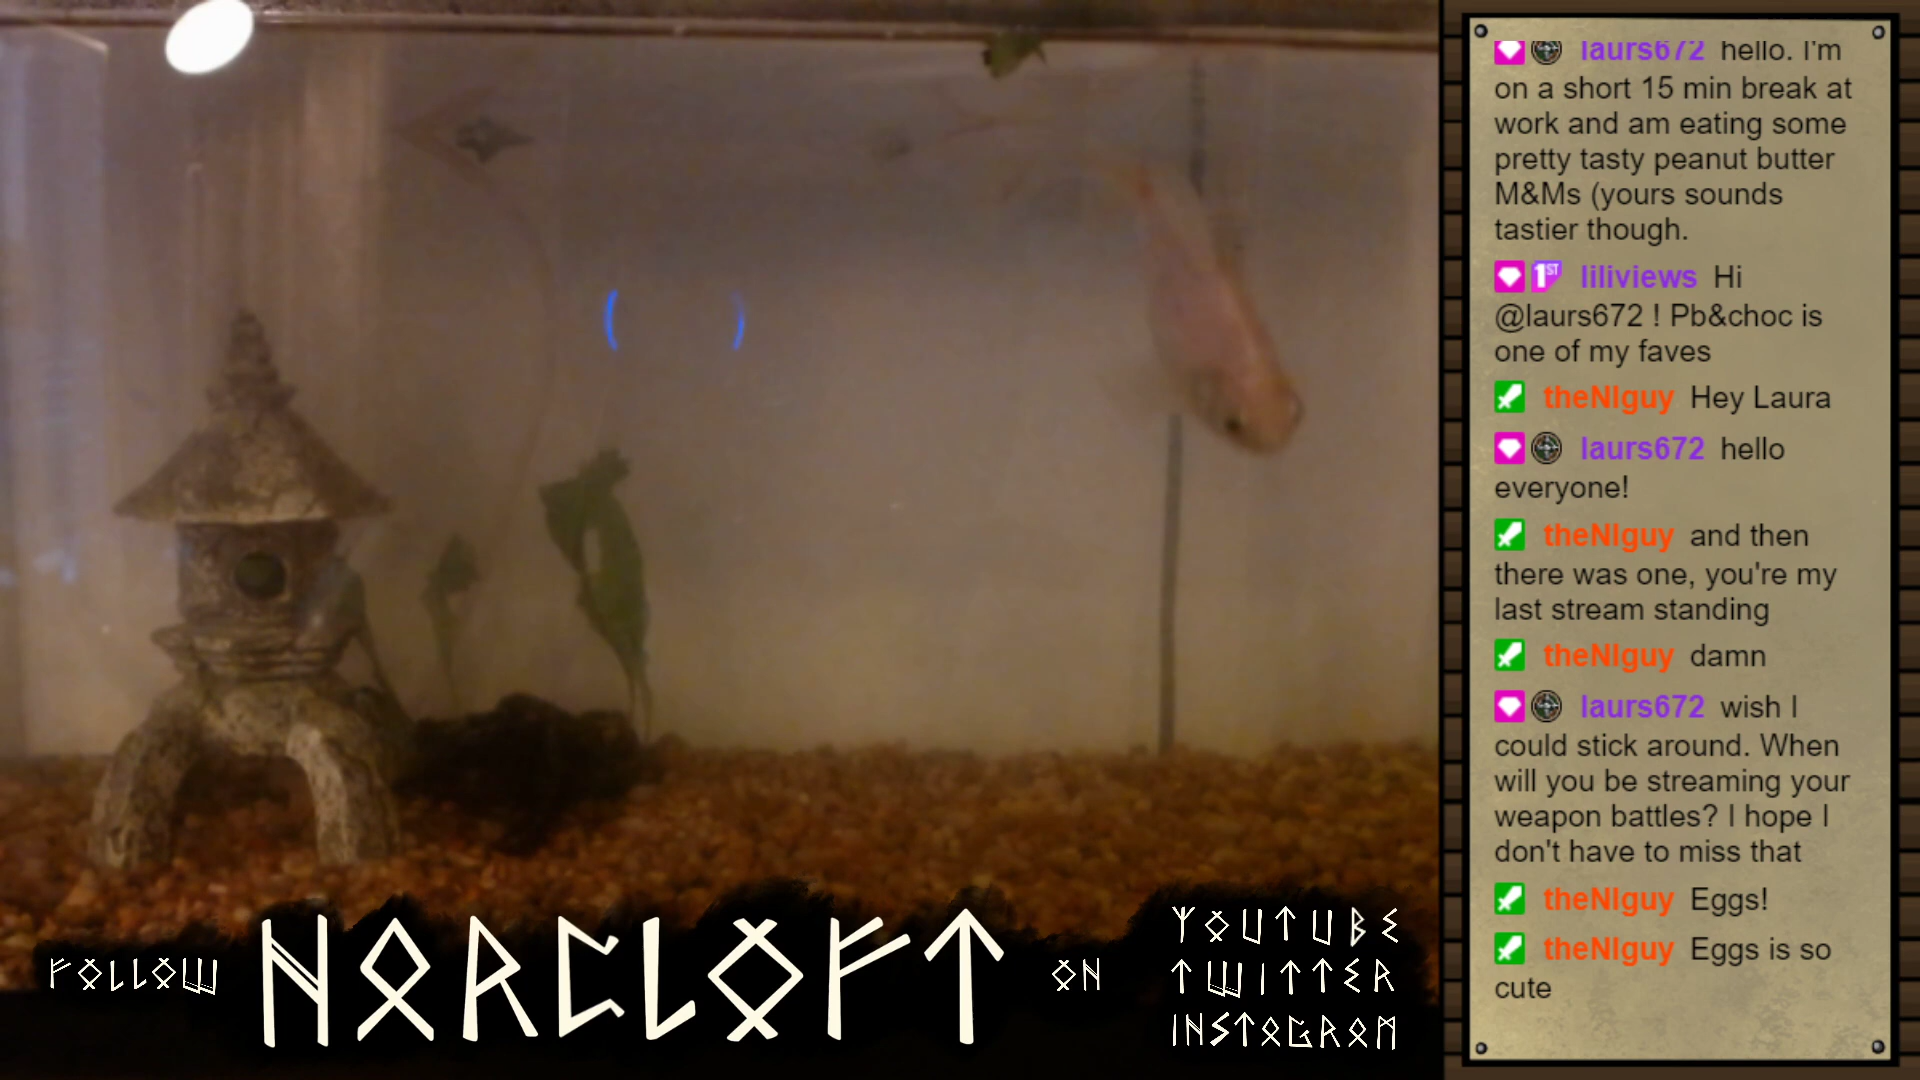 laurs672 hello. I'm
on a short 15 min break at
work and am eating some
pretty tasty peanut butter
M&Ms (yours sounds
tastier though.
1ST liliviews Hi
@laurs672 ! Pb&choc is
one of my faves
theNIguy Hey Laura
laurs672 hello
everyone!
theNIguy and then
there was one, you're my
last stream standing
theNIguy damn
laurs672 wish I
could stick around. When
will you be streaming your
weapon battles? I hope I
don't have to miss that
theNIguy Eggs!
theNIguy Eggs is so
cute
FOLLOW
ON
YOUTUBE
TWITTER
INSTAGRAM